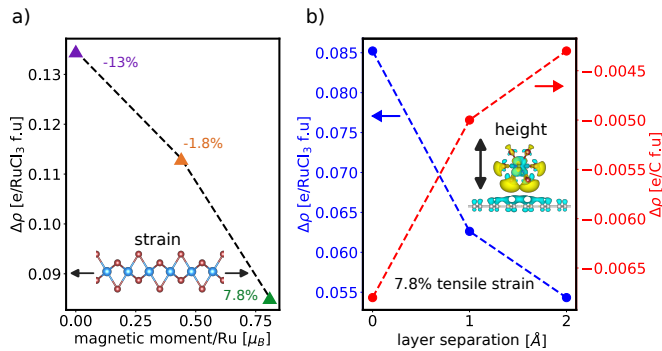 a)
Δρ [e/RuCl₃ f.u]
0.13
0.12
0.11
0.10
0.09
-13%
-1.8%
7.8%
strain
0.00
0.25
0.50
0.75
magnetic moment/Ru [μ_B]
b)
Δρ [e/RuCl₃ f.u]
0.085
0.080
0.075
0.070
0.065
0.060
0.055
height
7.8% tensile strain
0
1
2
layer separation [Å]
−0.0045
−0.0050
−0.0055
−0.0060
−0.0065
Δρ [e/C f.u]